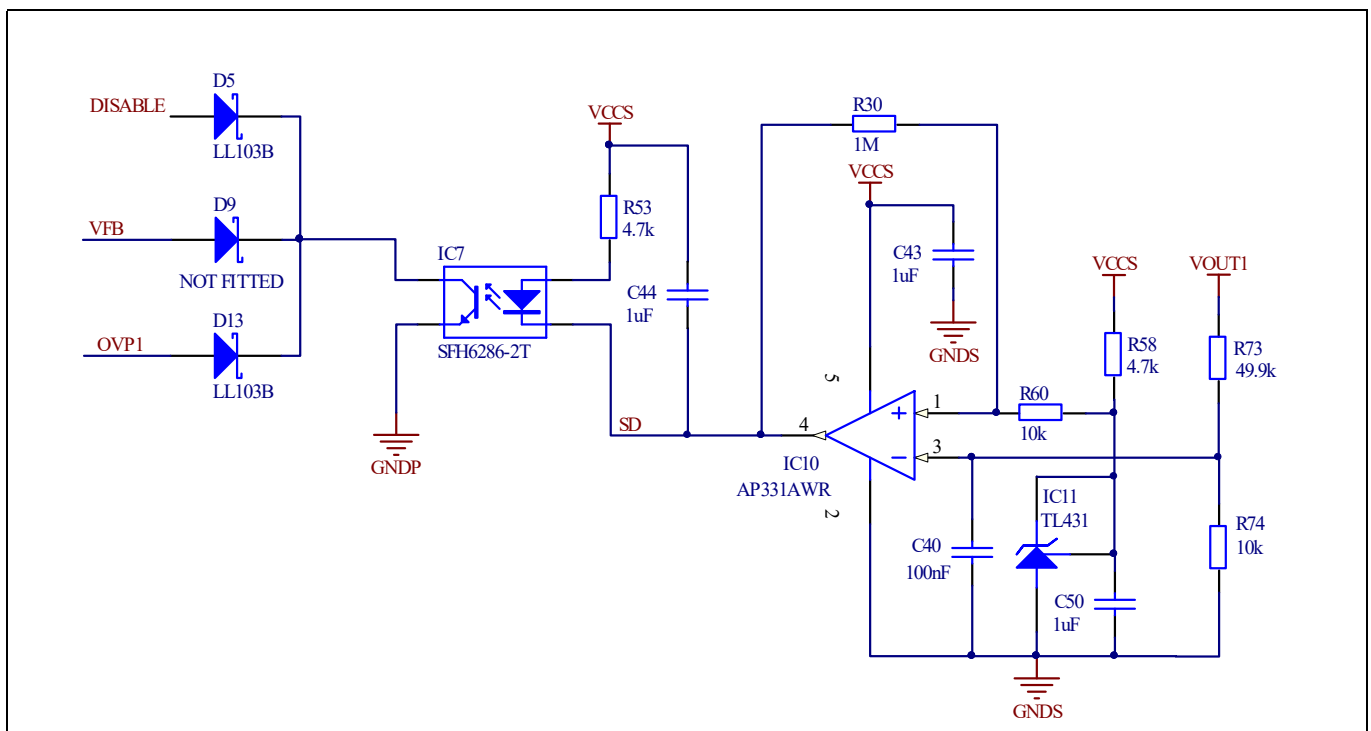 D5
DISABLE
LL103B
D9
VFB
NOT FITTED
D13
OVP1
LL103B
IC7
SFH6286-2T
GNDP
VCCS
R53
4.7k
C44
1uF
SD
R30
1M
VCCS
C43
1uF
GNDS
5
1
4
3
2
IC10
AP331AWR
R60
10k
VCCS
R58
4.7k
VOUT1
R73
49.9k
IC11
TL431
C40
100nF
C50
1uF
R74
10k
GNDS